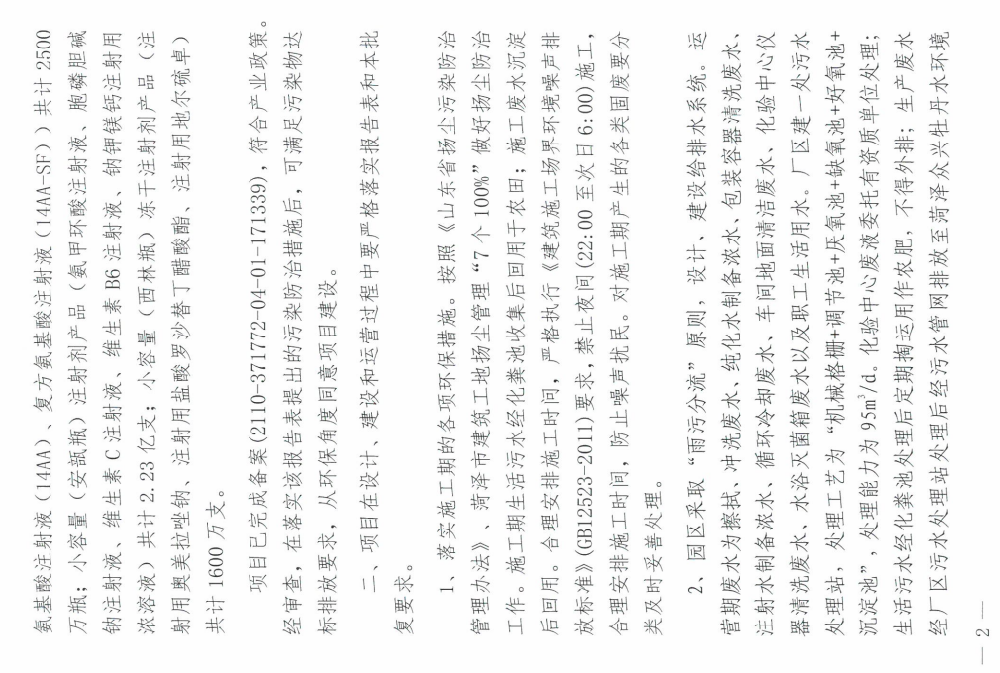 氨基酸注射液(14AA)、复方氨基酸注射液(14AA-SF)）共计2500
万瓶；小容量（安瓿瓶）注射剂产品（氨甲环酸注射液、胞磷胆碱
钠注射液、维生素C注射液、维生素B6注射液、钠钾镁钙注射用
浓溶液）共计2.23亿支；小容量（西林瓶）冻干注射剂产品（注
射用奥美拉唑钠、注射用盐酸罗沙替丁醋酸酯、注射用地尔硫卓）
共计1600万支。
项目已完成备案(2110-371772-04-01-171339)，符合产业政策。
经审查，在落实该报告表提出的污染防治措施后，可满足污染物达
标排放要求，从环保角度同意项目建设。
二、项目在设计、建设和运营过程中要严格落实报告表和本批
复要求。
1、落实施工期的各项环保措施。按照《山东省扬尘污染防治
管理办法》、菏泽市建筑工地扬尘管理“7个100%”做好扬尘防治
工作。施工期生活污水经化粪池收集后回用于农田；施工废水沉淀
后回用。合理安排施工时间，严格执行《建筑施工场界环境噪声排
放标准》(GB12523-2011)要求,禁止夜间(22:00至次日6:00)施工，
合理安排施工时间，防止噪声扰民。对施工期产生的各类固废要分
类及时妥善处理。
2、园区采取“雨污分流”原则，设计、建设给排水系统。运
营期废水为擦拭、冲洗废水、纯化水制备浓水、包装容器清洗废水、
注射水制备浓水、循环冷却废水、车间地面清洁废水、化验中心仪
器清洗废水、水浴灭菌箱废水以及职工生活用水。厂区建一处污水
处理站，处理工艺为“机械格栅+调节池+厌氧池+缺氧池+好氧池+
沉淀池”，处理能力为95m³/d。化验中心废液委托有资质单位处理；
生活污水经化粪池处理后定期掏运用作农肥，不得外排；生产废水
经厂区污水处理站处理后经污水管网排放至菏泽众兴牡丹水环境
— 2 —